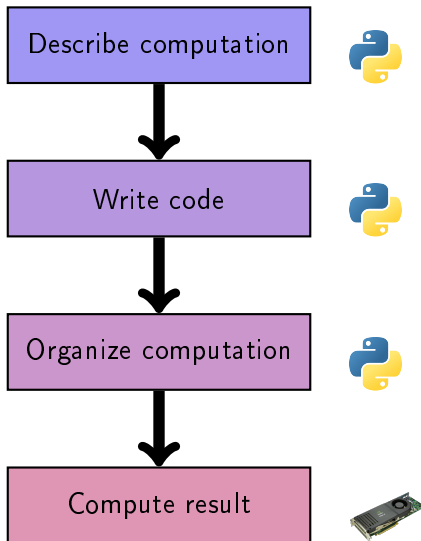 Describe computation
Write code
Organize computation
Compute result